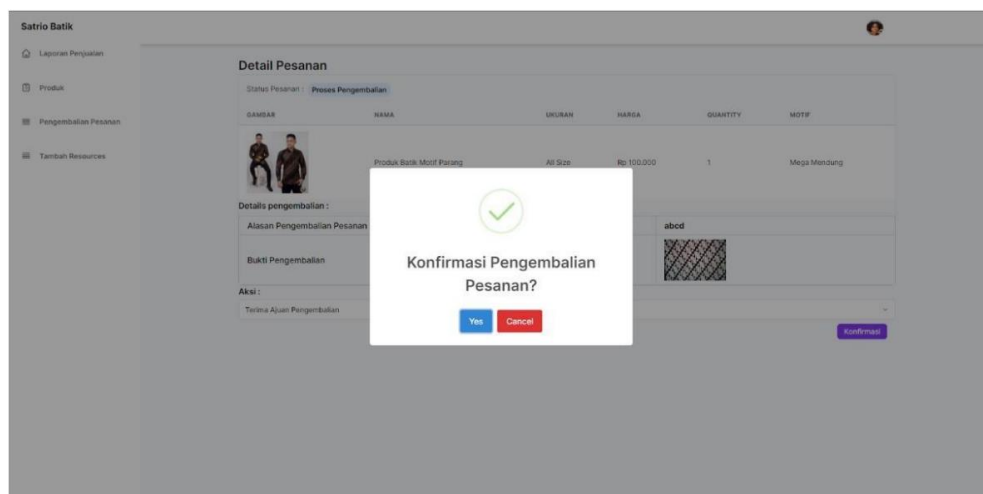 Satrio Batik
Laporan Penjualan
Produk
Pengembalian Pesanan
Tambah Resources
Detail Pesanan
Status Pesanan : Proses Pengembalian
GAMBAR NAMA UKURAN HARGA QUANTITY MOTIF
Produk Batik Motif Parang All Size Rp 100.000 1 Mega Mendung
Details pengembalian :
Alasan Pengembalian Pesanan abcd
Bukti Pengembalian
Aksi :
Terima Ajuan Pengembalian
Konfirmasi
Konfirmasi Pengembalian
Pesanan?
Yes Cancel